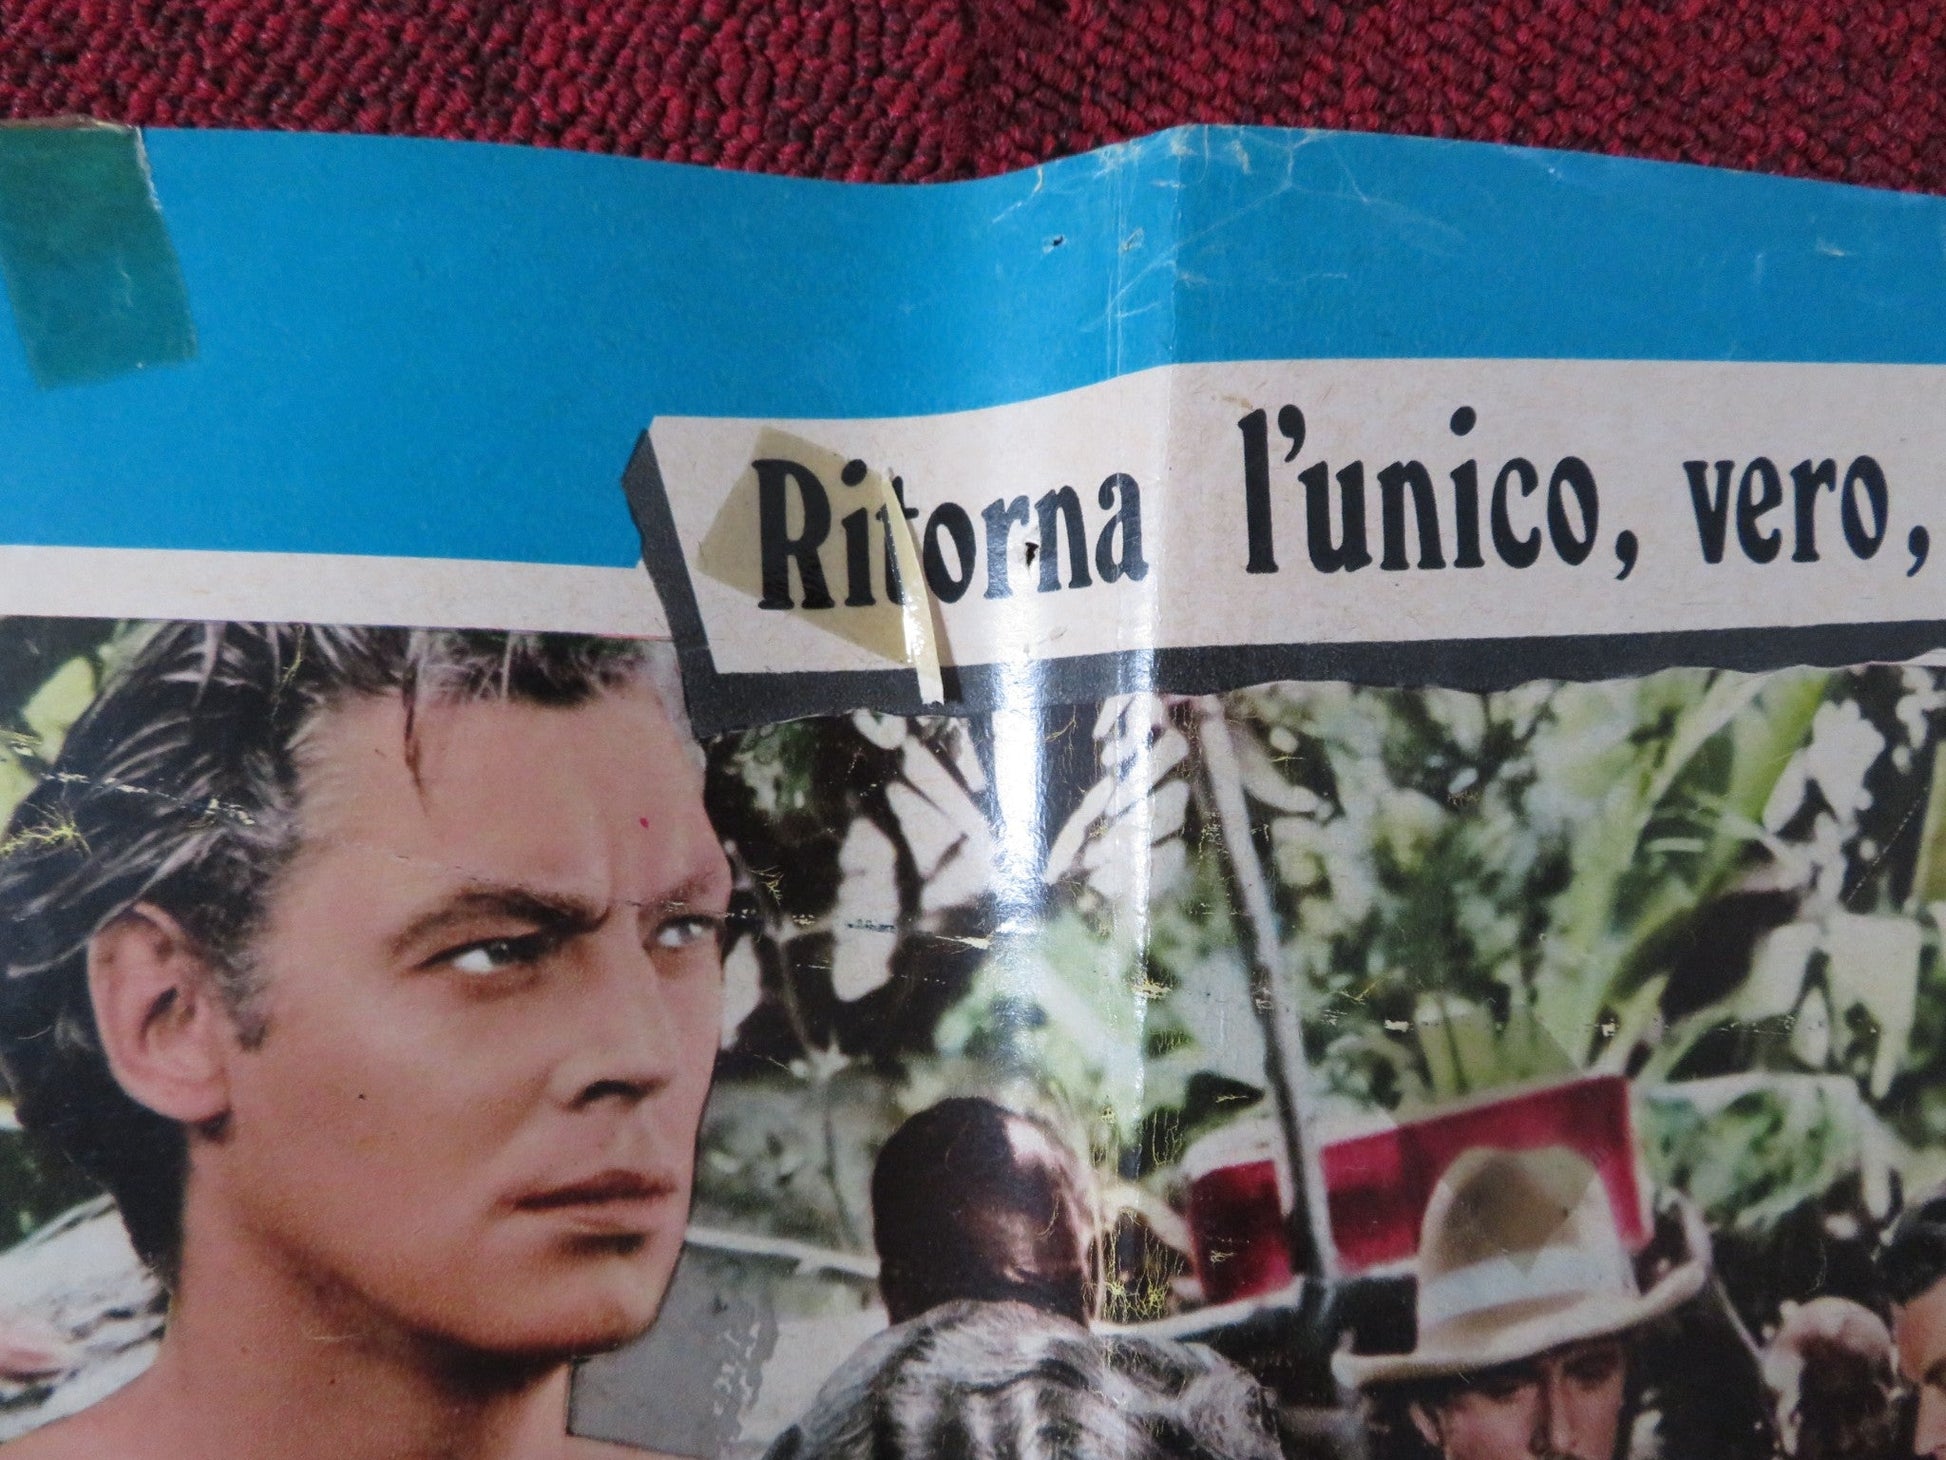 Ritorna l'unico, vero,